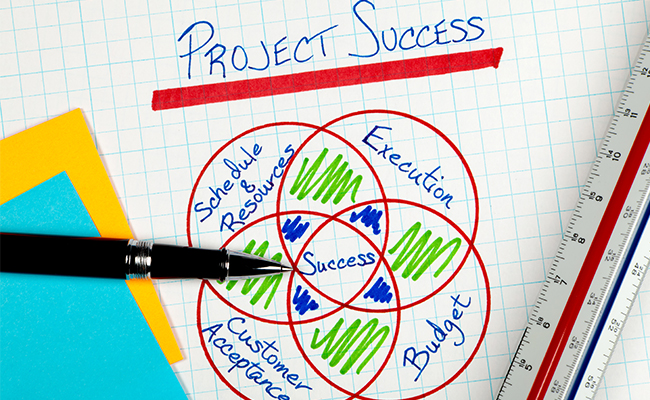 PROJECT SUCCESS
Schedule
&
Resources
Execution
Success
Customer
Acceptance
Budget